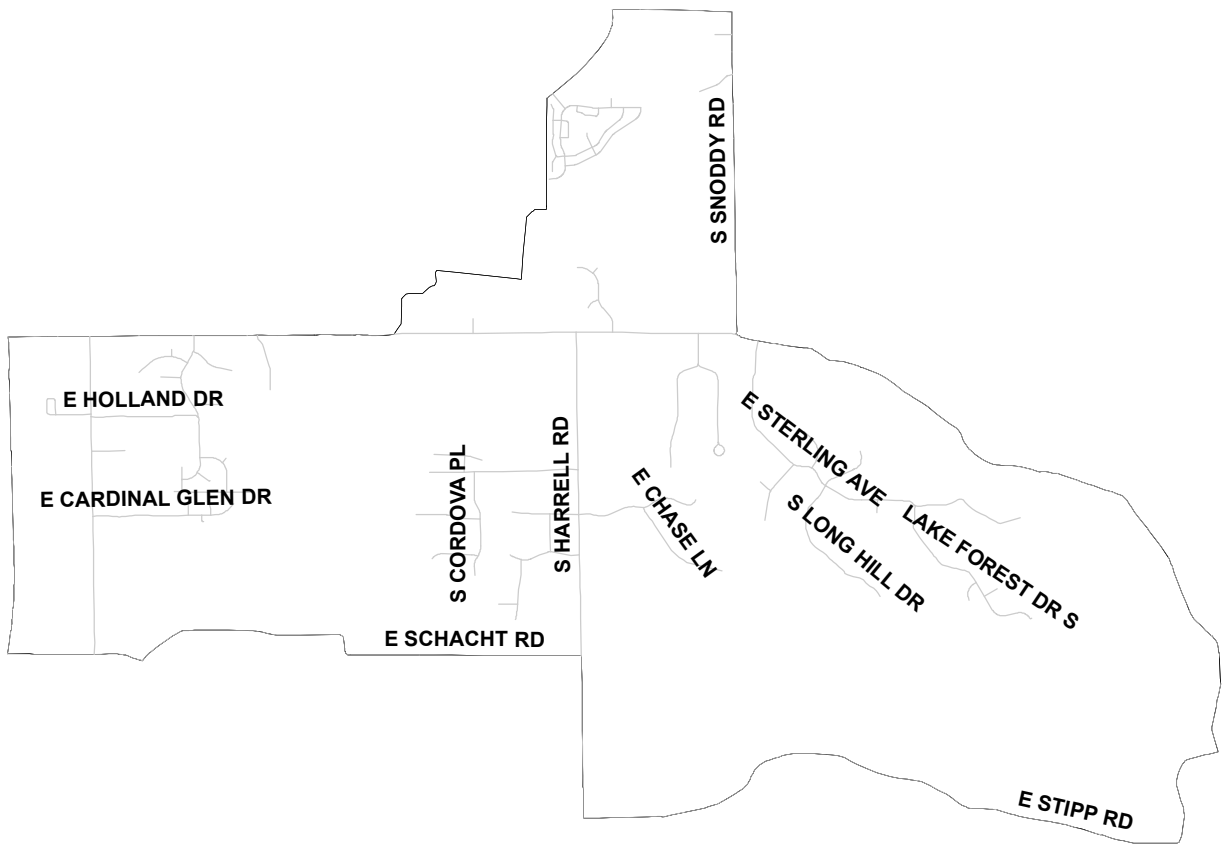 S SNODDY RD
E HOLLAND DR
E STERLING AVE
E CARDINAL GLEN DR
S CORDOVA PL
S HARRELL RD
E CHASE LN
S LONG HILL DR
LAKE FOREST DR S
E SCHACHT RD
E STIPP RD